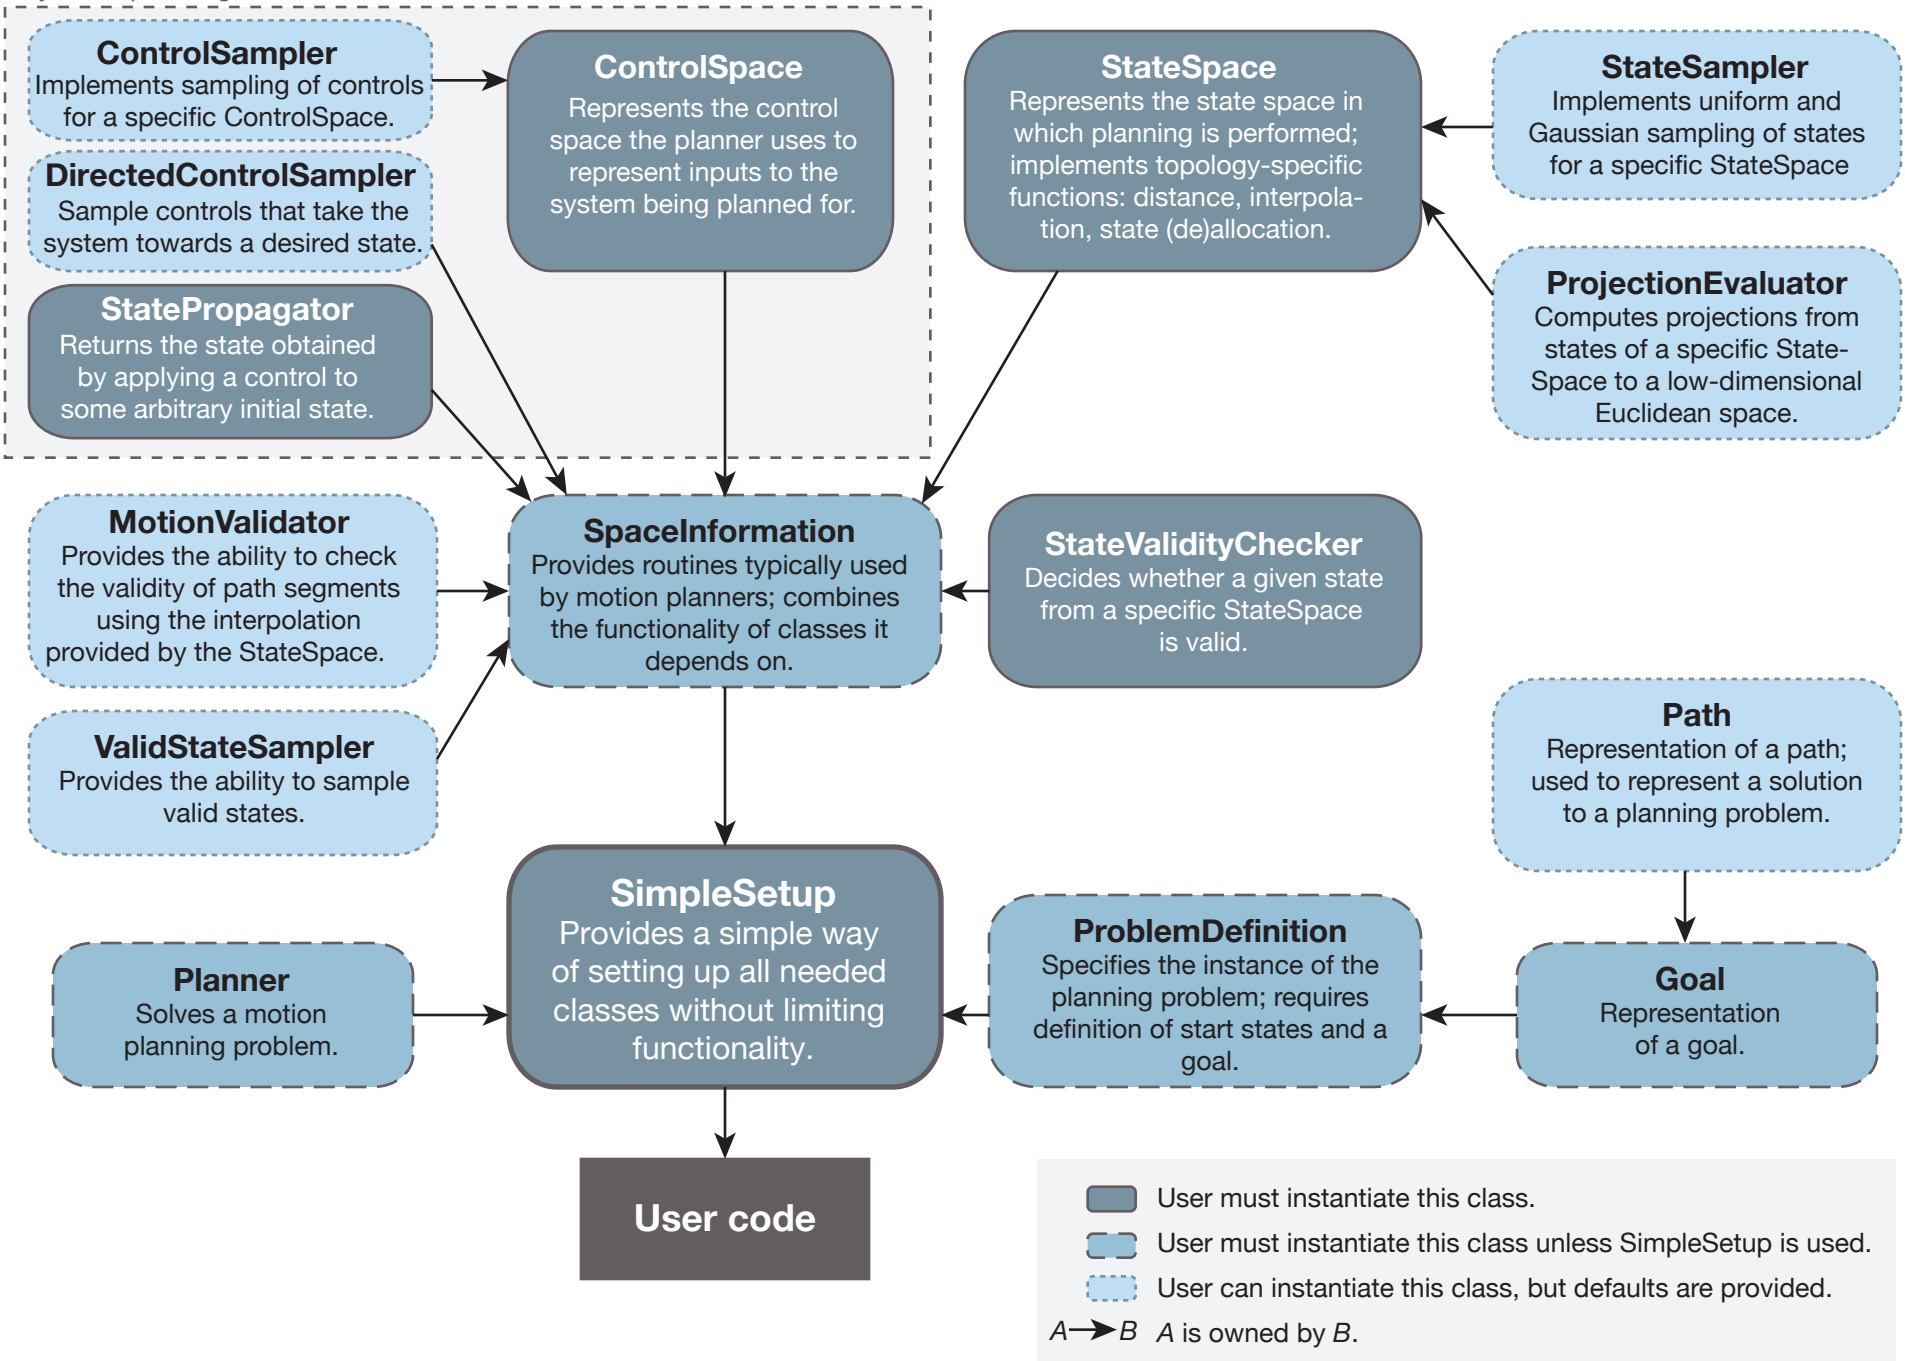 ControlSampler
Implements sampling of controls
for a specific ControlSpace.
DirectedControlSampler
Sample controls that take the
system towards a desired state.
StatePropagator
Returns the state obtained
by applying a control to
some arbitrary initial state.
ControlSpace
Represents the control
space the planner uses to
represent inputs to the
system being planned for.
StateSpace
Represents the state space in
which planning is performed;
implements topology-specific
functions: distance, interpola-
tion, state (de)allocation.
StateSampler
Implements uniform and
Gaussian sampling of states
for a specific StateSpace
ProjectionEvaluator
Computes projections from
states of a specific State-
Space to a low-dimensional
Euclidean space.
MotionValidator
Provides the ability to check
the validity of path segments
using the interpolation
provided by the StateSpace.
SpaceInformation
Provides routines typically used
by motion planners; combines
the functionality of classes it
depends on.
StateValidityChecker
Decides whether a given state
from a specific StateSpace
is valid.
ValidStateSampler
Provides the ability to sample
valid states.
Path
Representation of a path;
used to represent a solution
to a planning problem.
SimpleSetup
Provides a simple way
of setting up all needed
classes without limiting
functionality.
Planner
Solves a motion
planning problem.
ProblemDefinition
Specifies the instance of the
planning problem; requires
definition of start states and a
goal.
Goal
Representation
of a goal.
User code
User must instantiate this class.
User must instantiate this class unless SimpleSetup is used.
User can instantiate this class, but defaults are provided.
A B A is owned by B.